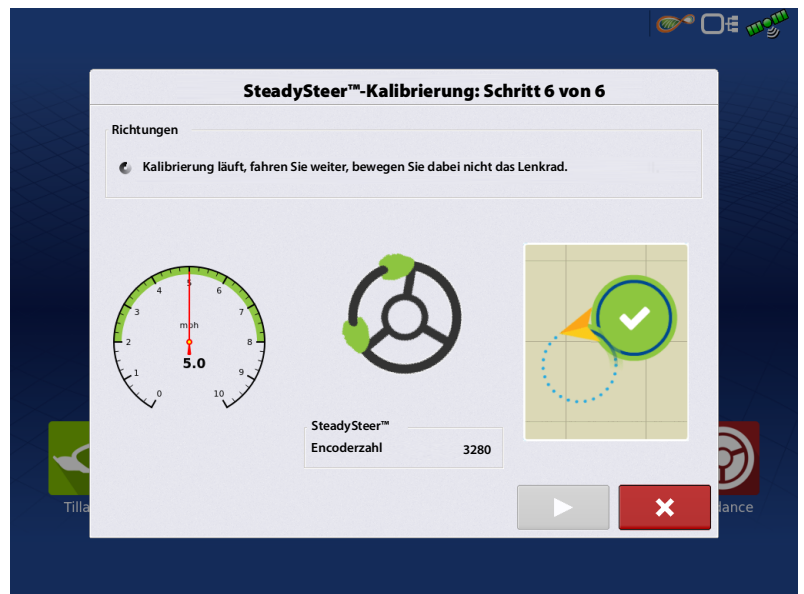 SteadySteer™-Kalibrierung: Schritt 6 von 6
Richtungen
Kalibrierung läuft, fahren Sie weiter, bewegen Sie dabei nicht das Lenkrad.
0
1
2
3
4
5
6
7
8
9
10
mph
5.0
SteadySteer™
Encoderzahl 3280
Tilla
dance